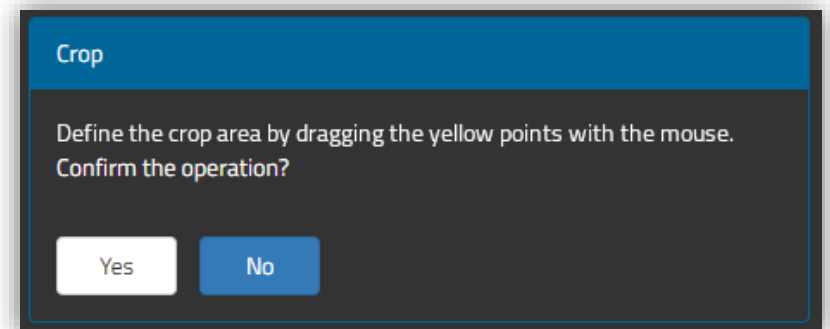 Crop
Define the crop area by dragging the yellow points with the mouse.
Confirm the operation?
Yes No